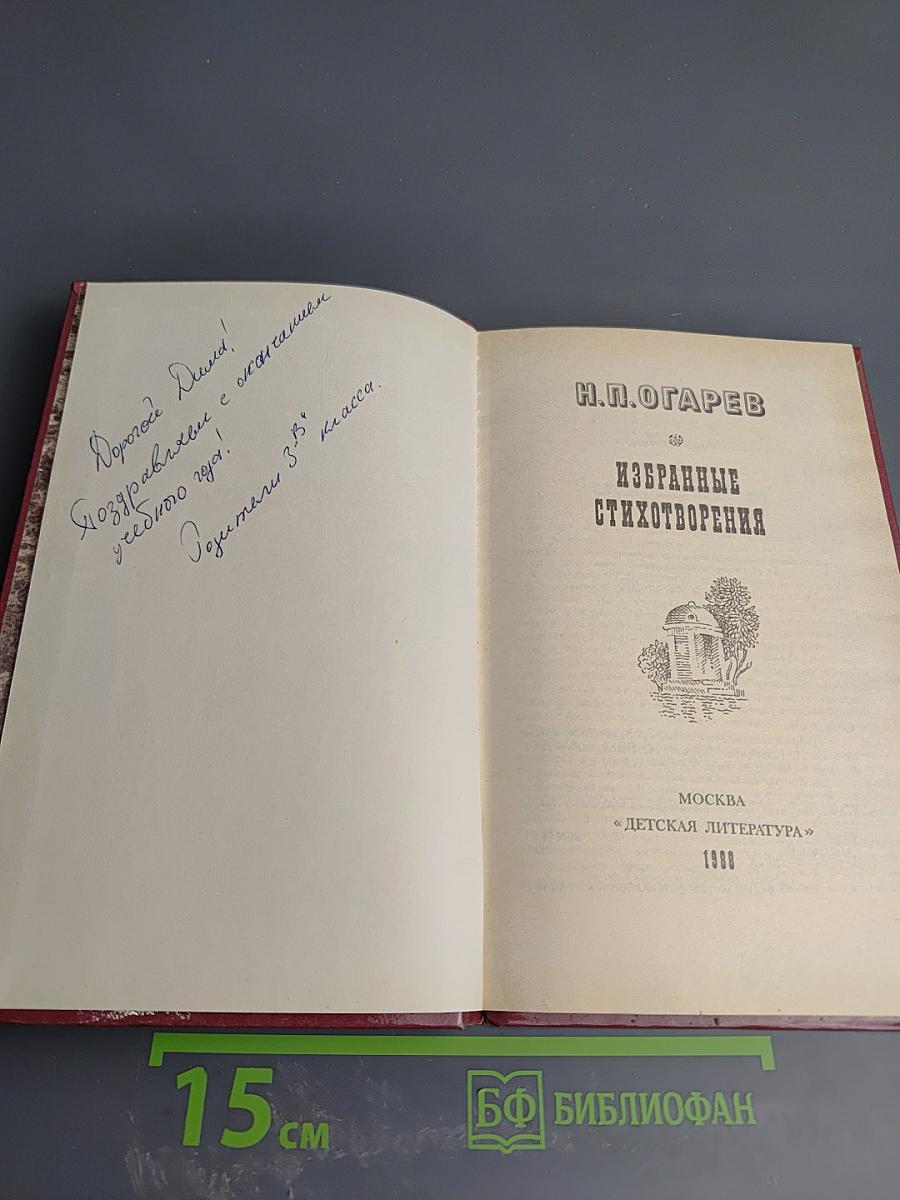 Дорогой Дима!
Поздравляем с окончанием
учебного года!
Родители 3 "В" класса.
Н.П.ОГАРЕВ
ИЗБРАННЫЕ
СТИХОТВОРЕНИЯ
МОСКВА
«ДЕТСКАЯ ЛИТЕРАТУРА»
1988
15 см
БФ БИБЛИОФАН